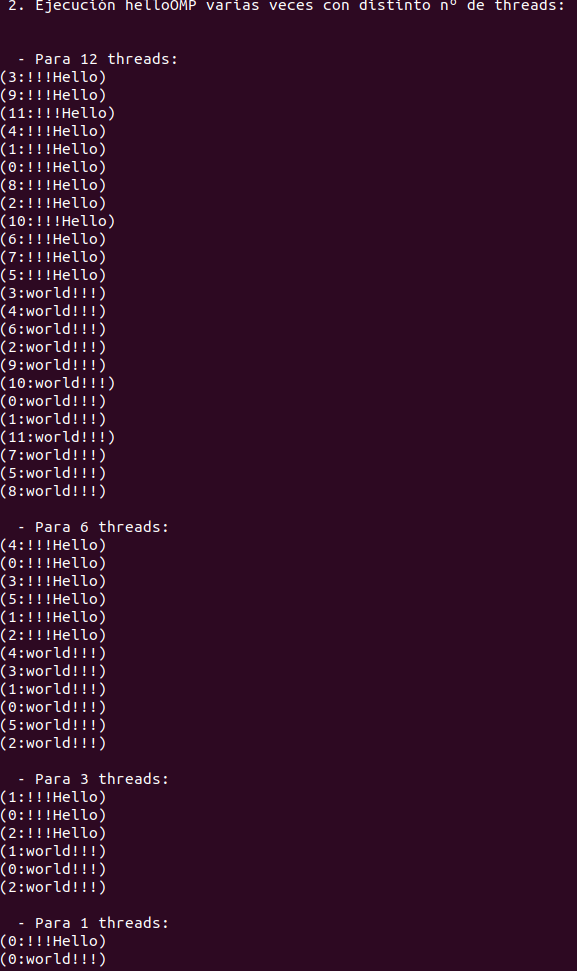 2. Ejecución helloOMP varias veces con distinto nº de threads:
- Para 12 threads:
(3:!!!Hello)
(9:!!!Hello)
(11:!!!Hello)
(4:!!!Hello)
(1:!!!Hello)
(0:!!!Hello)
(8:!!!Hello)
(2:!!!Hello)
(10:!!!Hello)
(6:!!!Hello)
(7:!!!Hello)
(5:!!!Hello)
(3:world!!!)
(4:world!!!)
(6:world!!!)
(2:world!!!)
(9:world!!!)
(10:world!!!)
(0:world!!!)
(1:world!!!)
(11:world!!!)
(7:world!!!)
(5:world!!!)
(8:world!!!)
- Para 6 threads:
(4:!!!Hello)
(0:!!!Hello)
(3:!!!Hello)
(5:!!!Hello)
(1:!!!Hello)
(2:!!!Hello)
(4:world!!!)
(3:world!!!)
(1:world!!!)
(0:world!!!)
(5:world!!!)
(2:world!!!)
- Para 3 threads:
(1:!!!Hello)
(0:!!!Hello)
(2:!!!Hello)
(1:world!!!)
(0:world!!!)
(2:world!!!)
- Para 1 threads:
(0:!!!Hello)
(0:world!!!)